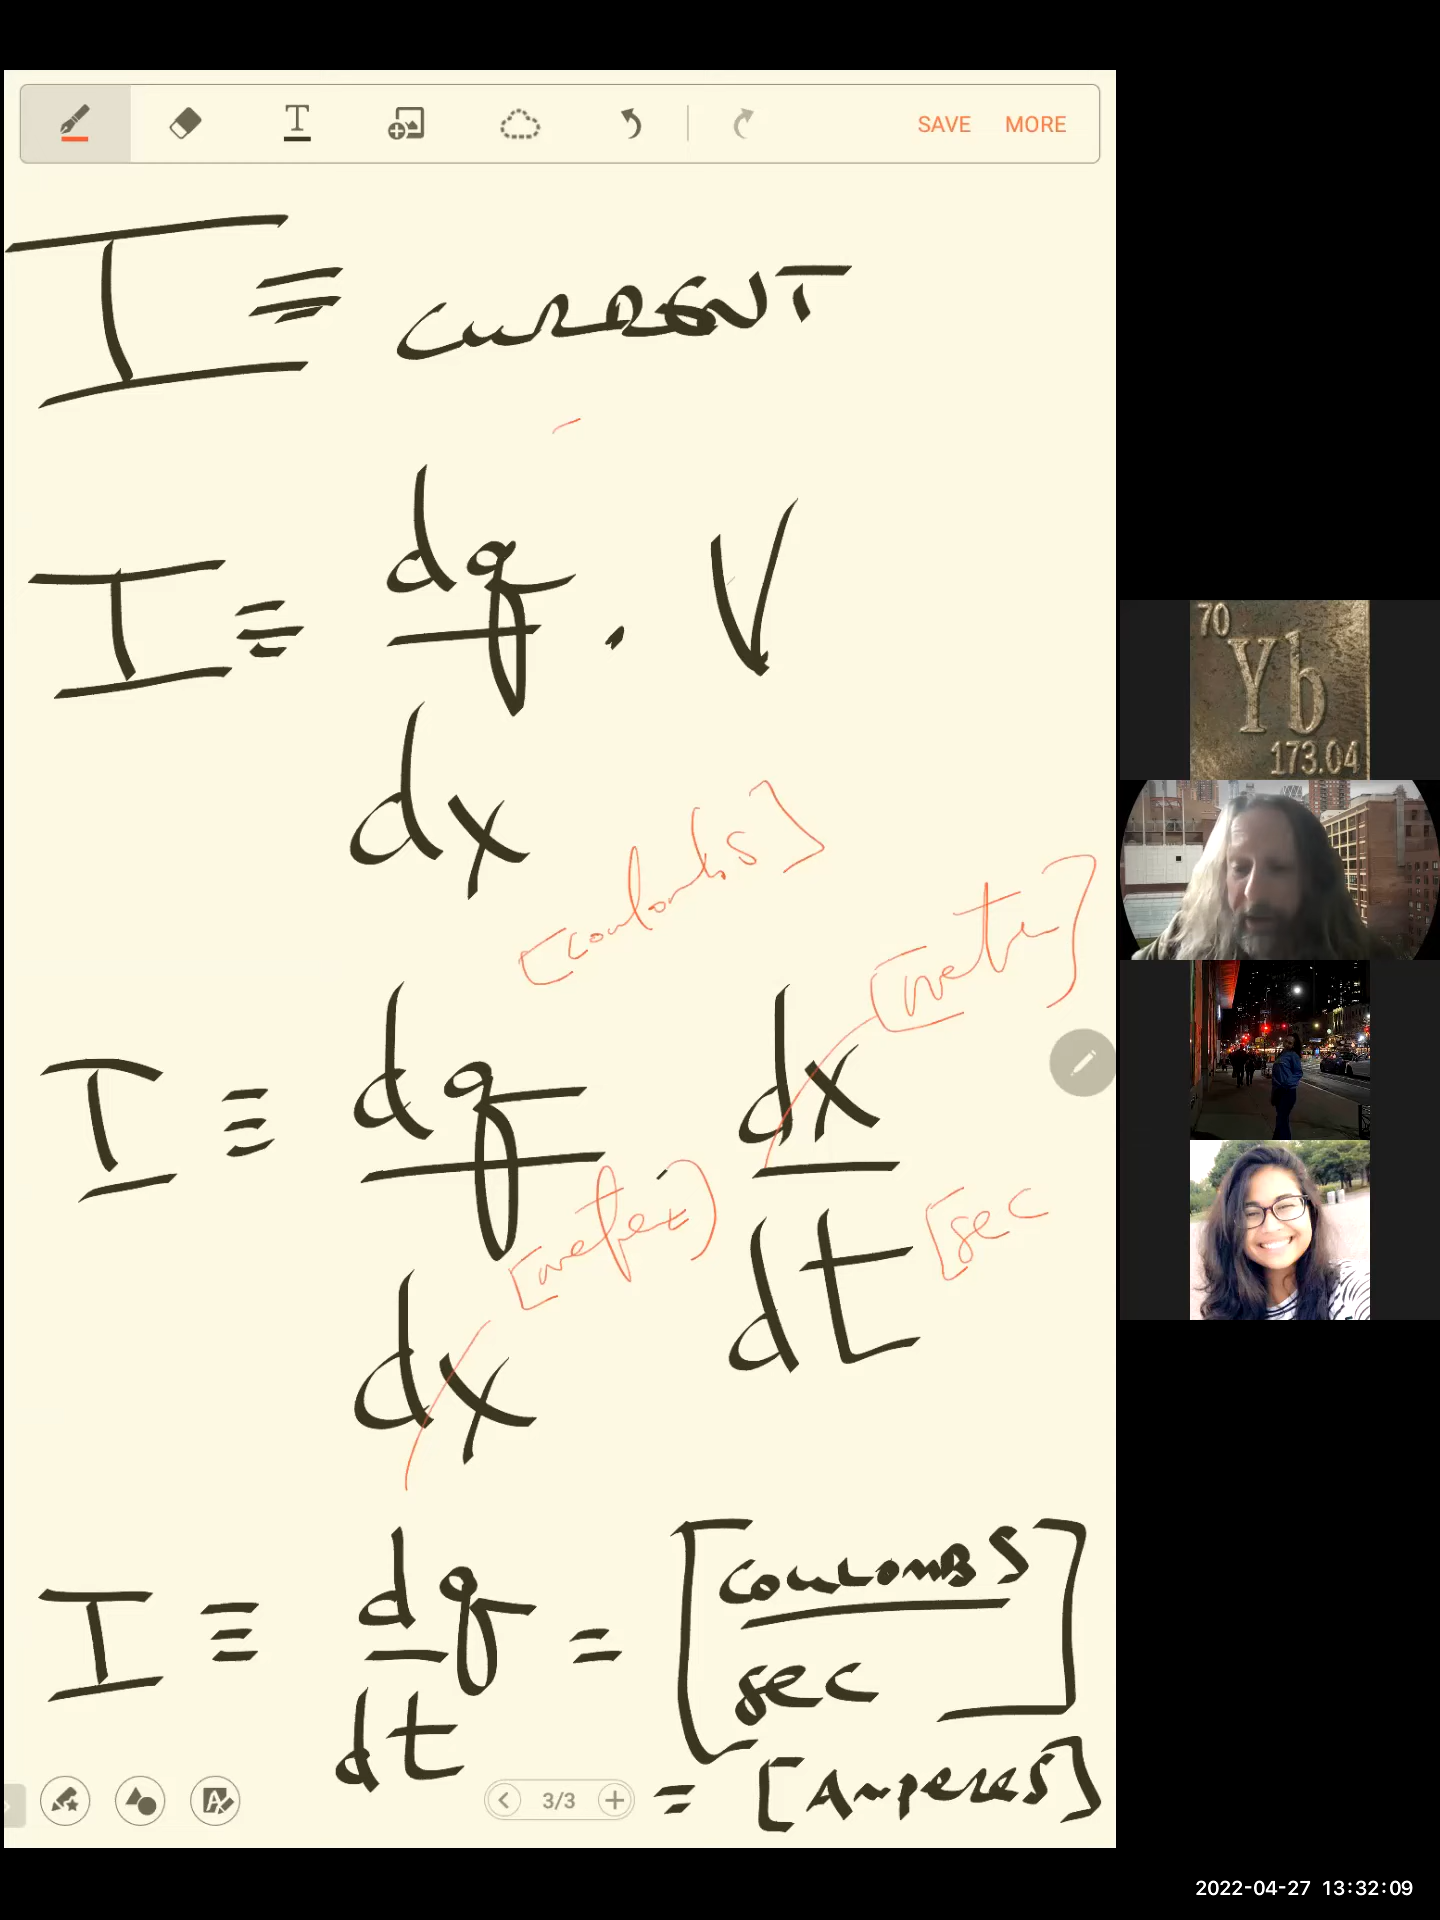 SAVE MORE
I ≡ CURRENT
I ≡ dq/dx · V
[coulombs]
[meter]
I ≡ dq/dx · dx/dt
[meter]
[sec
I ≡ dq/dt = [COULOMBS/sec]
= [AmpereS]
3/3
70
Yb
173.04
2022-04-27 13:32:09